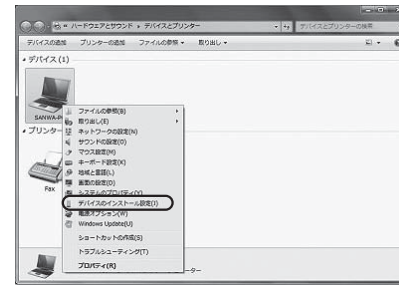 ハードウェアとサウンド ▸ デバイスとプリンター
デバイスとプリンターの検索
デバイスの追加 プリンターの追加 ファイルの参照 取り出し
デバイス (1)
SANWA-P
ファイルの参照(B)
取り出し(E)
ネットワークの設定(N)
サウンドの設定(O)
マウス設定(M)
キーボード設定(K)
地域と言語(L)
画面の設定(D)
システムのプロパティ(Y)
デバイスのインストール設定(I)
電源オプション(W)
Windows Update(U)
ショートカットの作成(S)
トラブルシューティング(T)
プロパティ(R)
プリンター
Fax
ーター